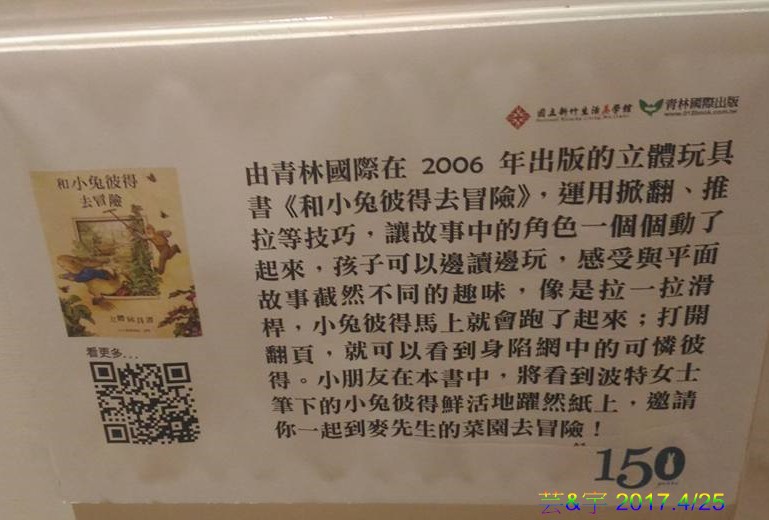 國立新竹生活美學館
青林國際出版
www.012book.com.tw
由青林國際在 2006 年出版的立體玩具
書《和小兔彼得去冒險》，運用掀翻、推
拉等技巧，讓故事中的角色一個個動了
起來，孩子可以邊讀邊玩，感受與平面
故事截然不同的趣味，像是拉一拉滑
桿，小兔彼得馬上就會跑了起來；打開
翻頁，就可以看到身陷網中的可憐彼
得。小朋友在本書中，將看到波特女士
筆下的小兔彼得鮮活地躍然紙上，邀請
你一起到麥先生的菜園去冒險！
和小兔彼得
去冒險
立體玩具書
看更多...
150
years
芸&宇 2017.4/25